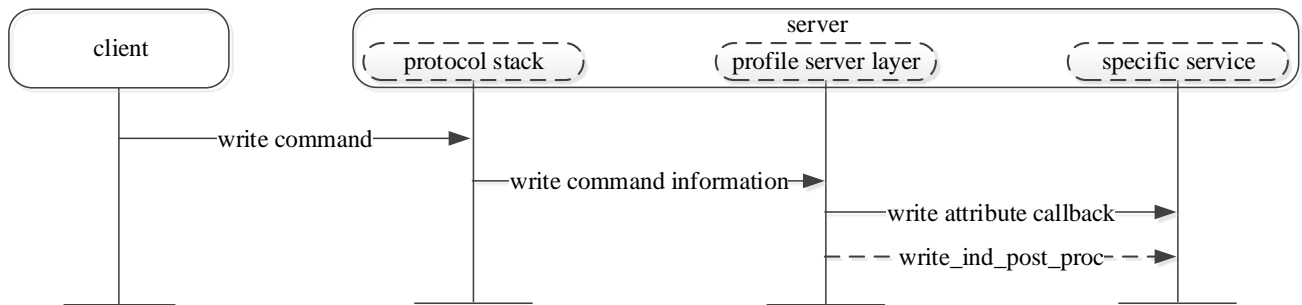 server
client
protocol stack
profile server layer
specific service
write command
write command information
write attribute callback
write_ind_post_proc